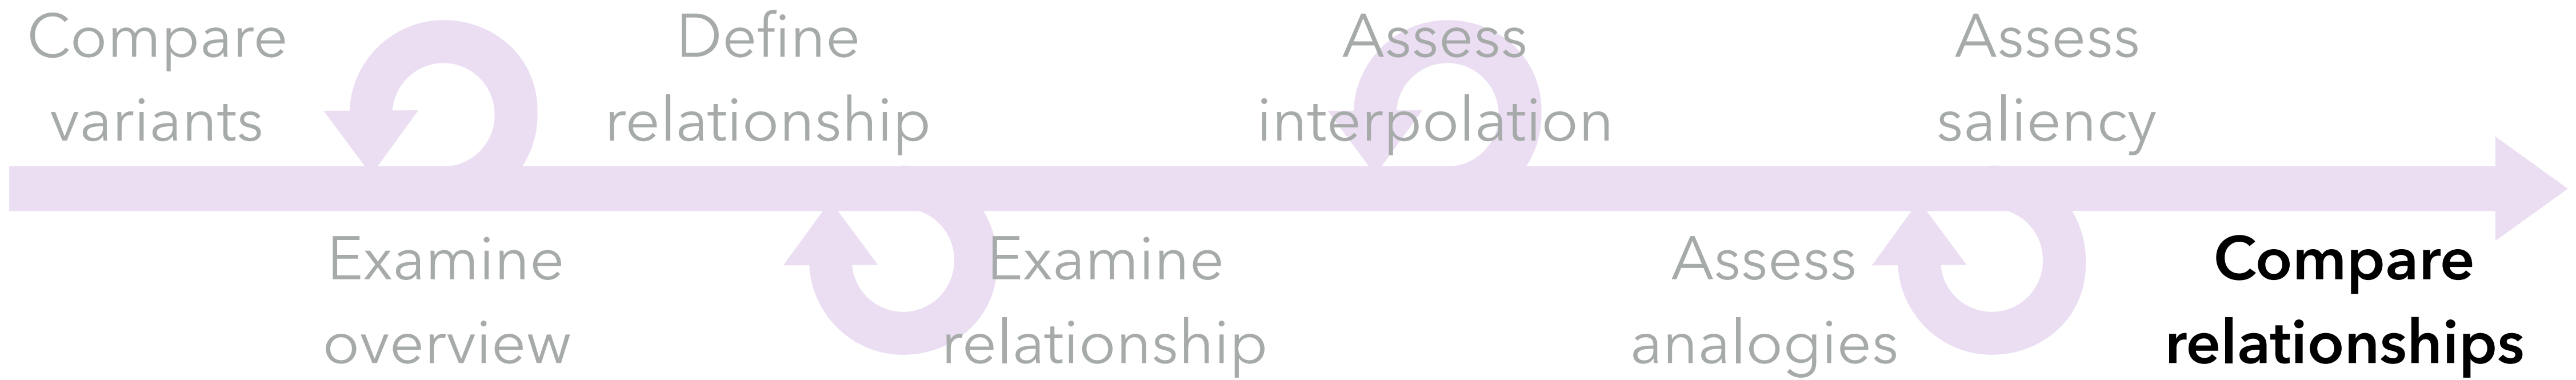 Compare
variants
Examine
overview
Define
relationship
Examine
relationship
Assess
interpolation
Assess
analogies
Assess
saliency
Compare
relationships